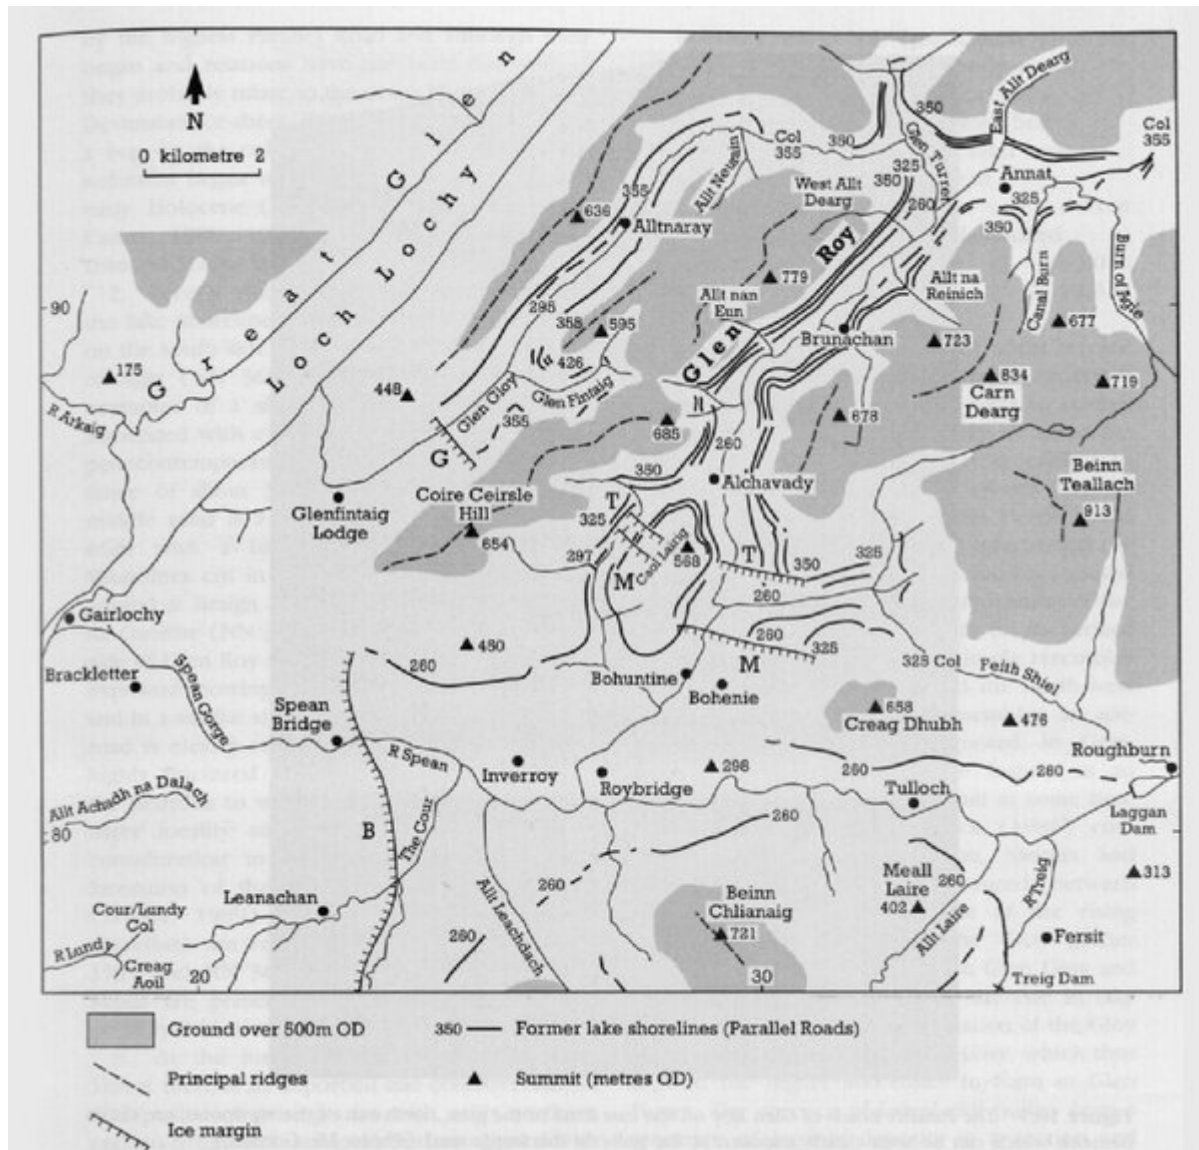 N
0 kilometre 2
Great Glen
Loch Lochy
350
East Allt Dearg
Col
355
Col
355
350
Glen Turret
325
350
260
Annat
325
350
355
Allt Neurain
West Allt
Dearg
636
Alltnaray
Roy
Glen
779
Allt nan
Eun
Allt na
Reinich
Canal Burn
Burn of Agie
677
90
295
355
595
426
Brunachan
723
175
R Arkaig
448
Glen Gloy
Glen Fintaig
355
834
Carn
Dearg
719
678
685
G
260
350
Beinn
Teallach
913
Coire Ceirsle
Hill
654
Glenfintaig
Lodge
Alchavady
T
325
297
M
Caol Lairig
568
T
350
325
260
Gairlochy
480
260
260
325
M
325 Col
Feith Shiel
Brackletter
Spean Gorge
Bohuntine
Bohenie
658
Creag Dhubh
476
Spean
Bridge
R Spean
Inverroy
Roybridge
298
260
260
Roughburn
Tulloch
Laggan
Dam
Allt Achadh na Dalach
80
B
The Cour
260
260
Meall
Laire
402
260
R Treig
313
Leanachan
Allt Leachdach
Beinn
Chlianaig
721
Allt Laire
Fersit
Cour/Lundy
Col
R Lundy
Creag
Aoil
20
260
30
Treig Dam
Ground over 500m OD
350 Former lake shorelines (Parallel Roads)
Principal ridges
Summit (metres OD)
Ice margin